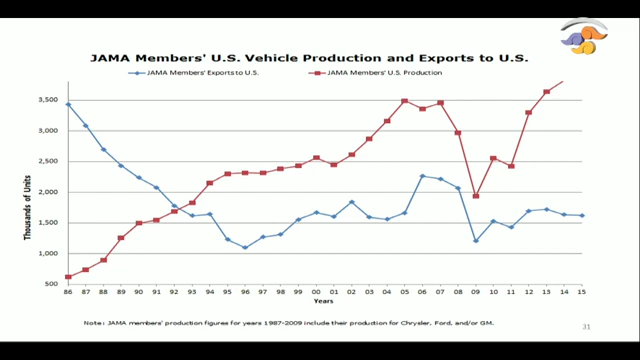 JAMA Members' U.S. Vehicle Production and Exports to U.S.
JAMA Members' Exports to U.S. JAMA Members' U.S. Production
Thousands of Units
3,500
3,000
2,500
2,000
1,500
1,000
500
86 87 88 89 90 91 92 93 94 95 96 97 98 99 00 01 02 03 04 05 06 07 08 09 10 11 12 13 14 15
Years
Note: JAMA members' production figures for years 1987-2009 include their production for Chrysler, Ford, and/or GM.
31